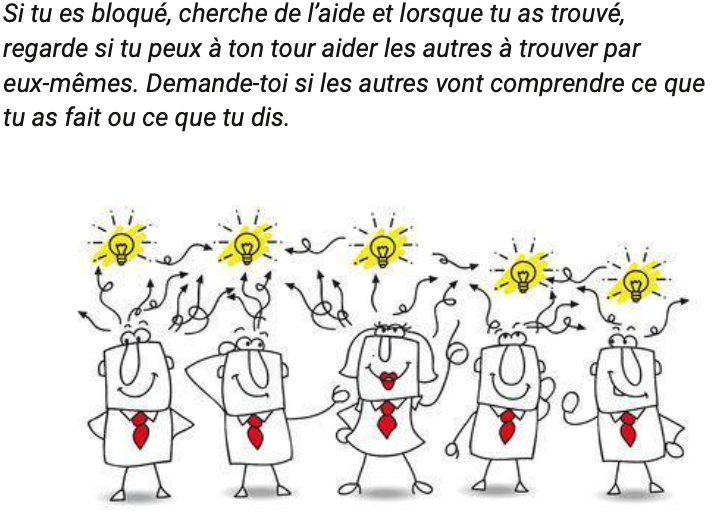 Si tu es bloqué, cherche de l’aide et lorsque tu as trouvé,
regarde si tu peux à ton tour aider les autres à trouver par
eux-mêmes. Demande-toi si les autres vont comprendre ce que
tu as fait ou ce que tu dis.